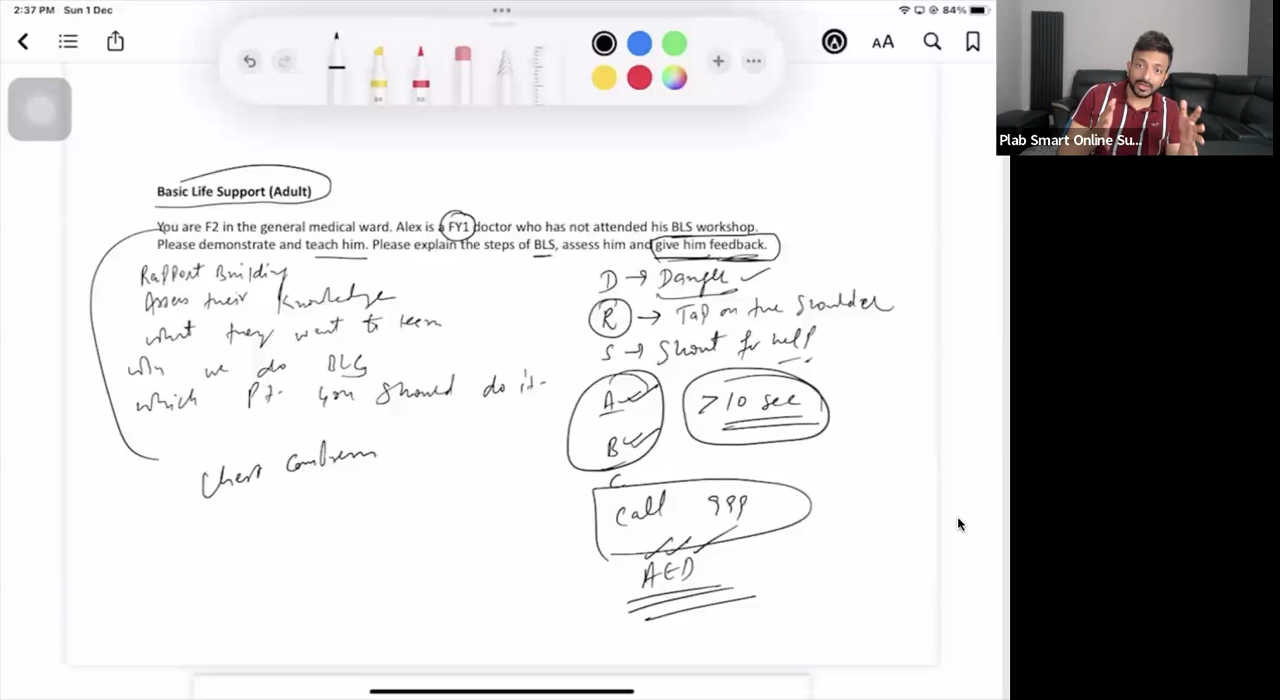 2:37 PM Sun 1 Dec
84%
AA
Plab Smart Online Su...
Basic Life Support (Adult)
You are F2 in the general medical ward. Alex is a FY1 doctor who has not attended his BLS workshop.
Please demonstrate and teach him. Please explain the steps of BLS, assess him and give him feedback.
Rapport Building
Assess their Knowledge
what they want to learn
why we do BLS
which Pt. you should do it.
Chest
D → Danger ✓
R → Tap on the shoulder
S → Shout for help
A ✓ > 10 sec
B ✓
C
Call 999
AED